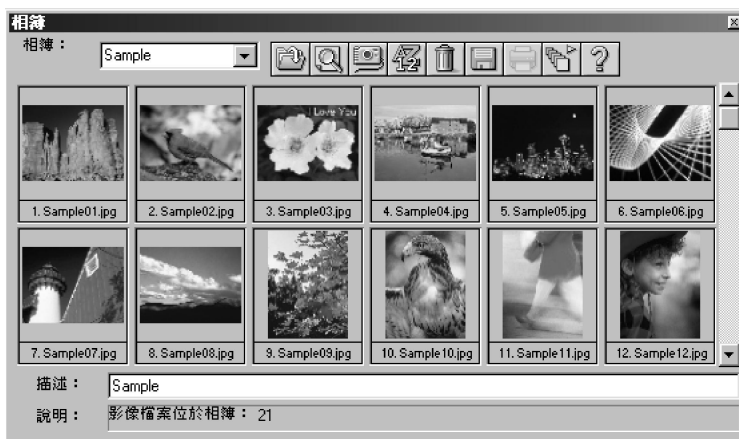 相簿
相簿：
Sample
I Love You
1. Sample01.jpg
2. Sample02.jpg
3. Sample03.jpg
4. Sample04.jpg
5. Sample05.jpg
6. Sample06.jpg
7. Sample07.jpg
8. Sample08.jpg
9. Sample09.jpg
10. Sample10.jpg
11. Sample11.jpg
12. Sample12.jpg
描述：
Sample
說明：
影像檔案位於相簿： 21